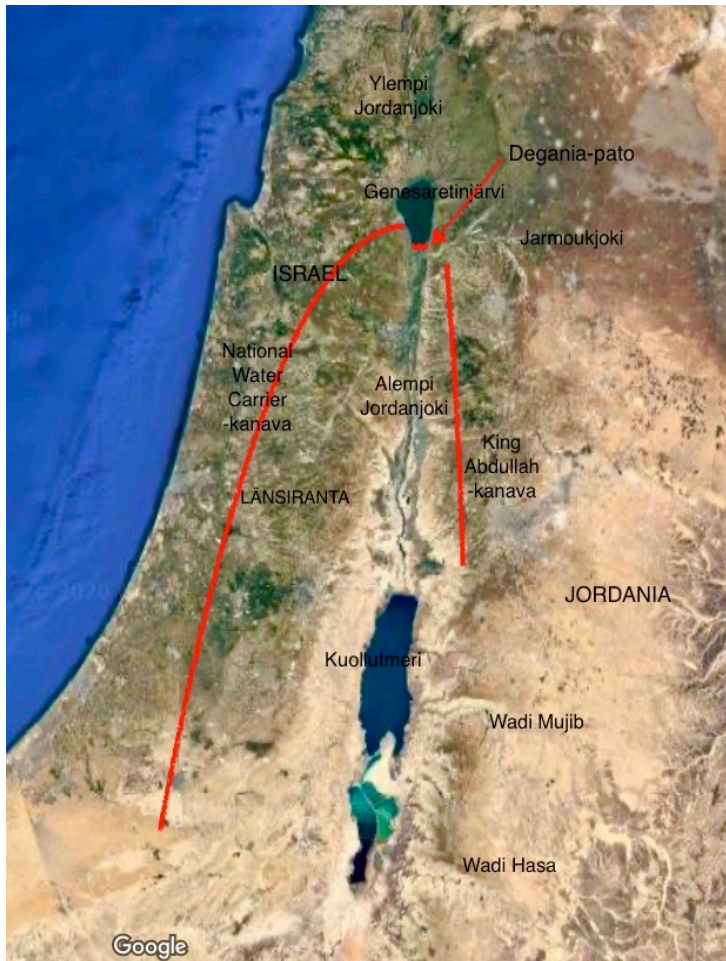 Ylempi
Jordanjoki
Degania-pato
Genesaretinjärvi
Jarmoukjoki
ISRAEL
National
Water
Carrier
-kanava
Alempi
Jordanjoki
King
Abdullah
-kanava
LÄNSIRANTA
JORDANIA
Kuollutmeri
Wadi Mujib
Wadi Hasa
Google